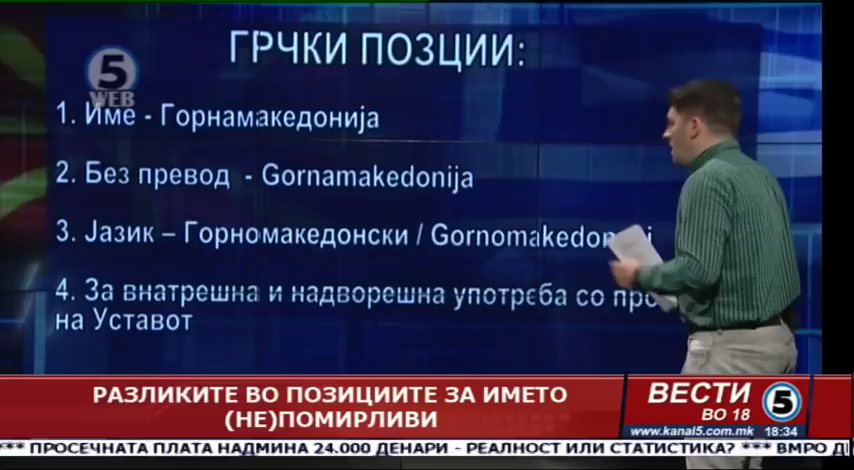 ГРЧКИ ПОЗЦИИ:
5
WEB
1. Име - Горнамакедонија
2. Без превод - Gornamakedonija
3. Јазик – Горномакедонски /
4. За внатрешна и надворешна употреба со
на Уставот
РАЗЛИКИТЕ ВО ПОЗИЦИИТЕ ЗА ИМЕТО
(НЕ)ПОМИРЛИВИ
ВЕСТИ
ВО 18
5
www.kanal5.com.mk 18:34
*** ПРОСЕЧНАТА ПЛАТА НАДМИНА 24.000 ДЕНАРИ - РЕАЛНОСТ ИЛИ СТАТИСТИКА? *** ВМРО